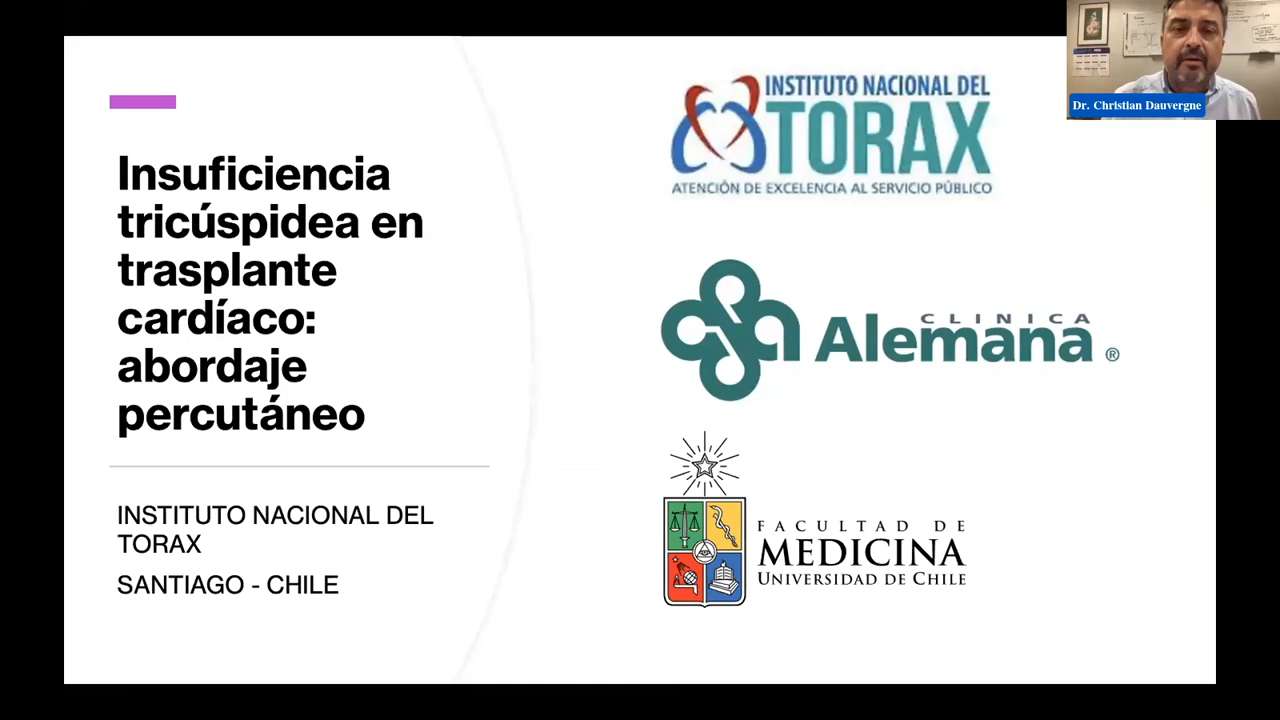 Insuficiencia
tricúspidea en
trasplante
cardíaco:
abordaje
percutáneo
INSTITUTO NACIONAL DEL
TORAX
SANTIAGO - CHILE
INSTITUTO NACIONAL DEL
TORAX
ATENCIÓN DE EXCELENCIA AL SERVICIO PÚBLICO
CLINICA
Alemana ®
FACULTAD DE
MEDICINA
UNIVERSIDAD DE CHILE
Dr. Christian Dauvergne